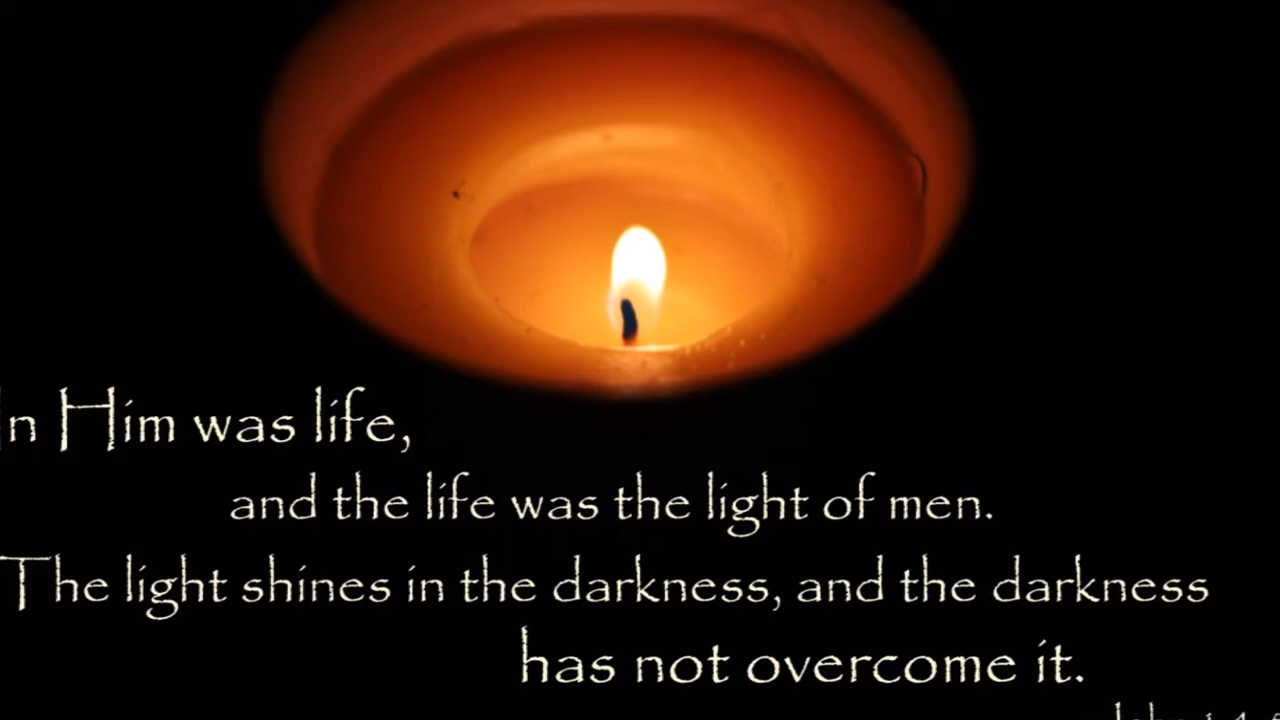 In Him was life,
and the life was the light of men.
The light shines in the darkness, and the darkness
has not overcome it.